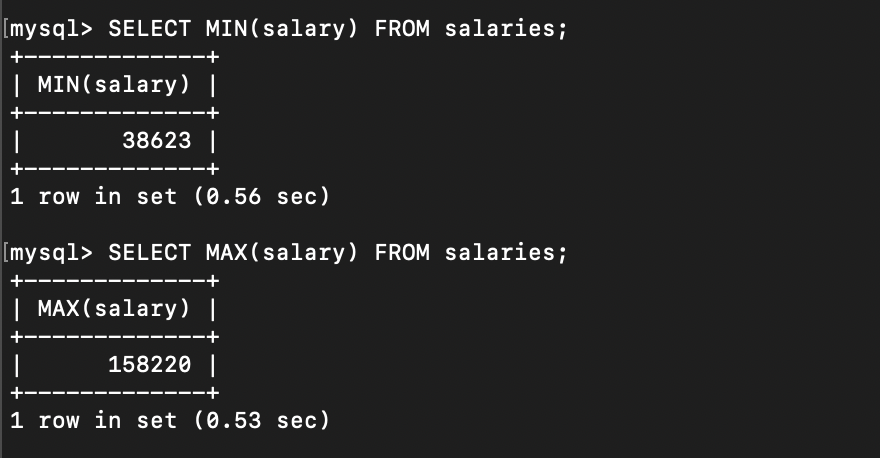 [mysql> SELECT MIN(salary) FROM salaries;
+-------------+
| MIN(salary) |
+-------------+
|       38623 |
+-------------+
1 row in set (0.56 sec)
[mysql> SELECT MAX(salary) FROM salaries;
+-------------+
| MAX(salary) |
+-------------+
|      158220 |
+-------------+
1 row in set (0.53 sec)